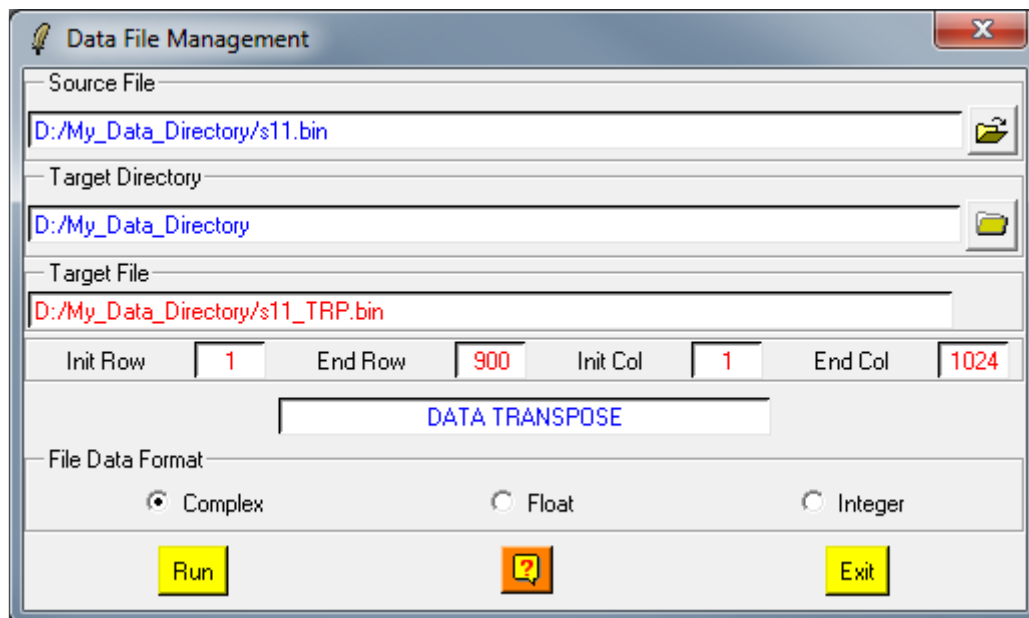 Data File Management
Source File
D:/My_Data_Directory/s11.bin
Target Directory
D:/My_Data_Directory
Target File
D:/My_Data_Directory/s11_TRP.bin
Init Row 1 End Row 900 Init Col 1 End Col 1024
DATA TRANSPOSE
File Data Format
Complex Float Integer
Run ? Exit